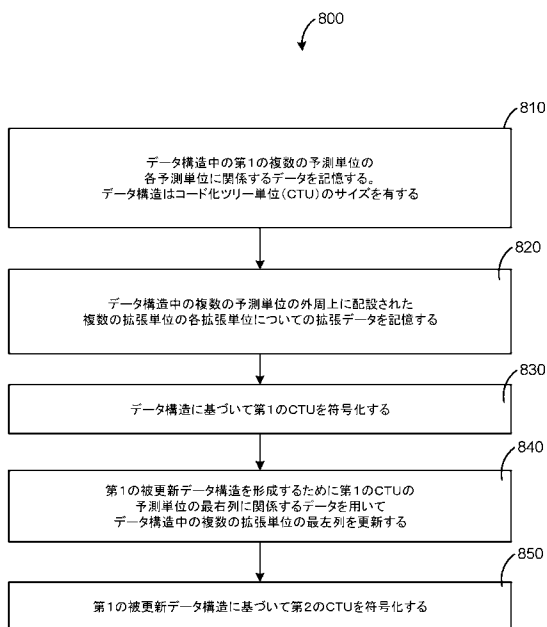 800
810
データ構造中の第1の複数の予測単位の
各予測単位に関係するデータを記憶する。
データ構造はコード化ツリー単位(CTU)のサイズを有する
820
データ構造中の複数の予測単位の外周上に配設された
複数の拡張単位の各拡張単位についての拡張データを記憶する
830
データ構造に基づいて第1のCTUを符号化する
840
第1の被更新データ構造を形成するために第1のCTUの
予測単位の最右列に関係するデータを用いて
データ構造中の複数の拡張単位の最左列を更新する
850
第1の被更新データ構造に基づいて第2のCTUを符号化する